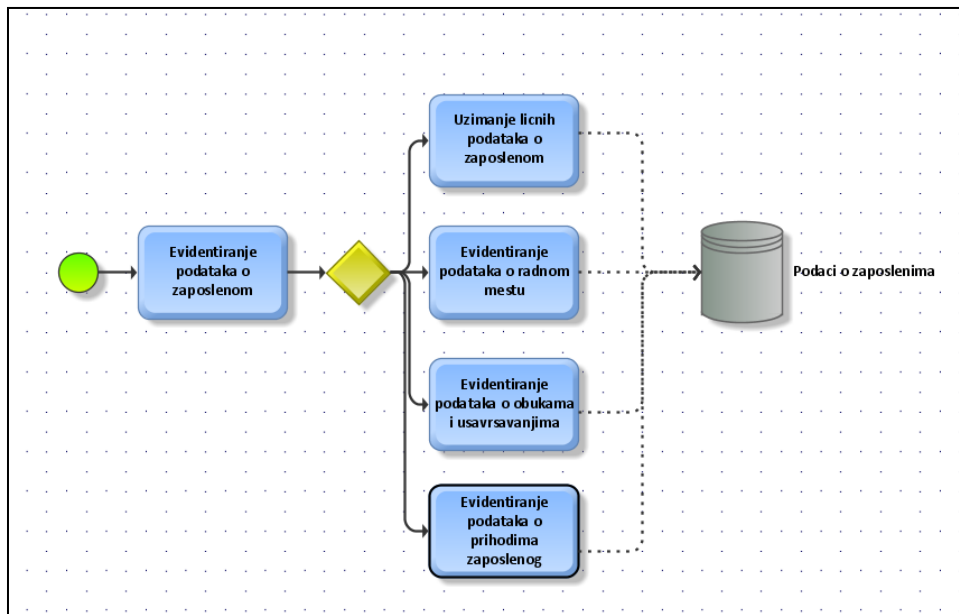 Uzimanje licnih
podataka o
zaposlenom
Evidentiranje
podataka o
zaposlenom
Evidentiranje
podataka o radnom
mestu
Podaci o zaposlenima
Evidentiranje
podataka o obukama
i usavrsavanjima
Evidentiranje
podataka o
prihodima
zaposlenog